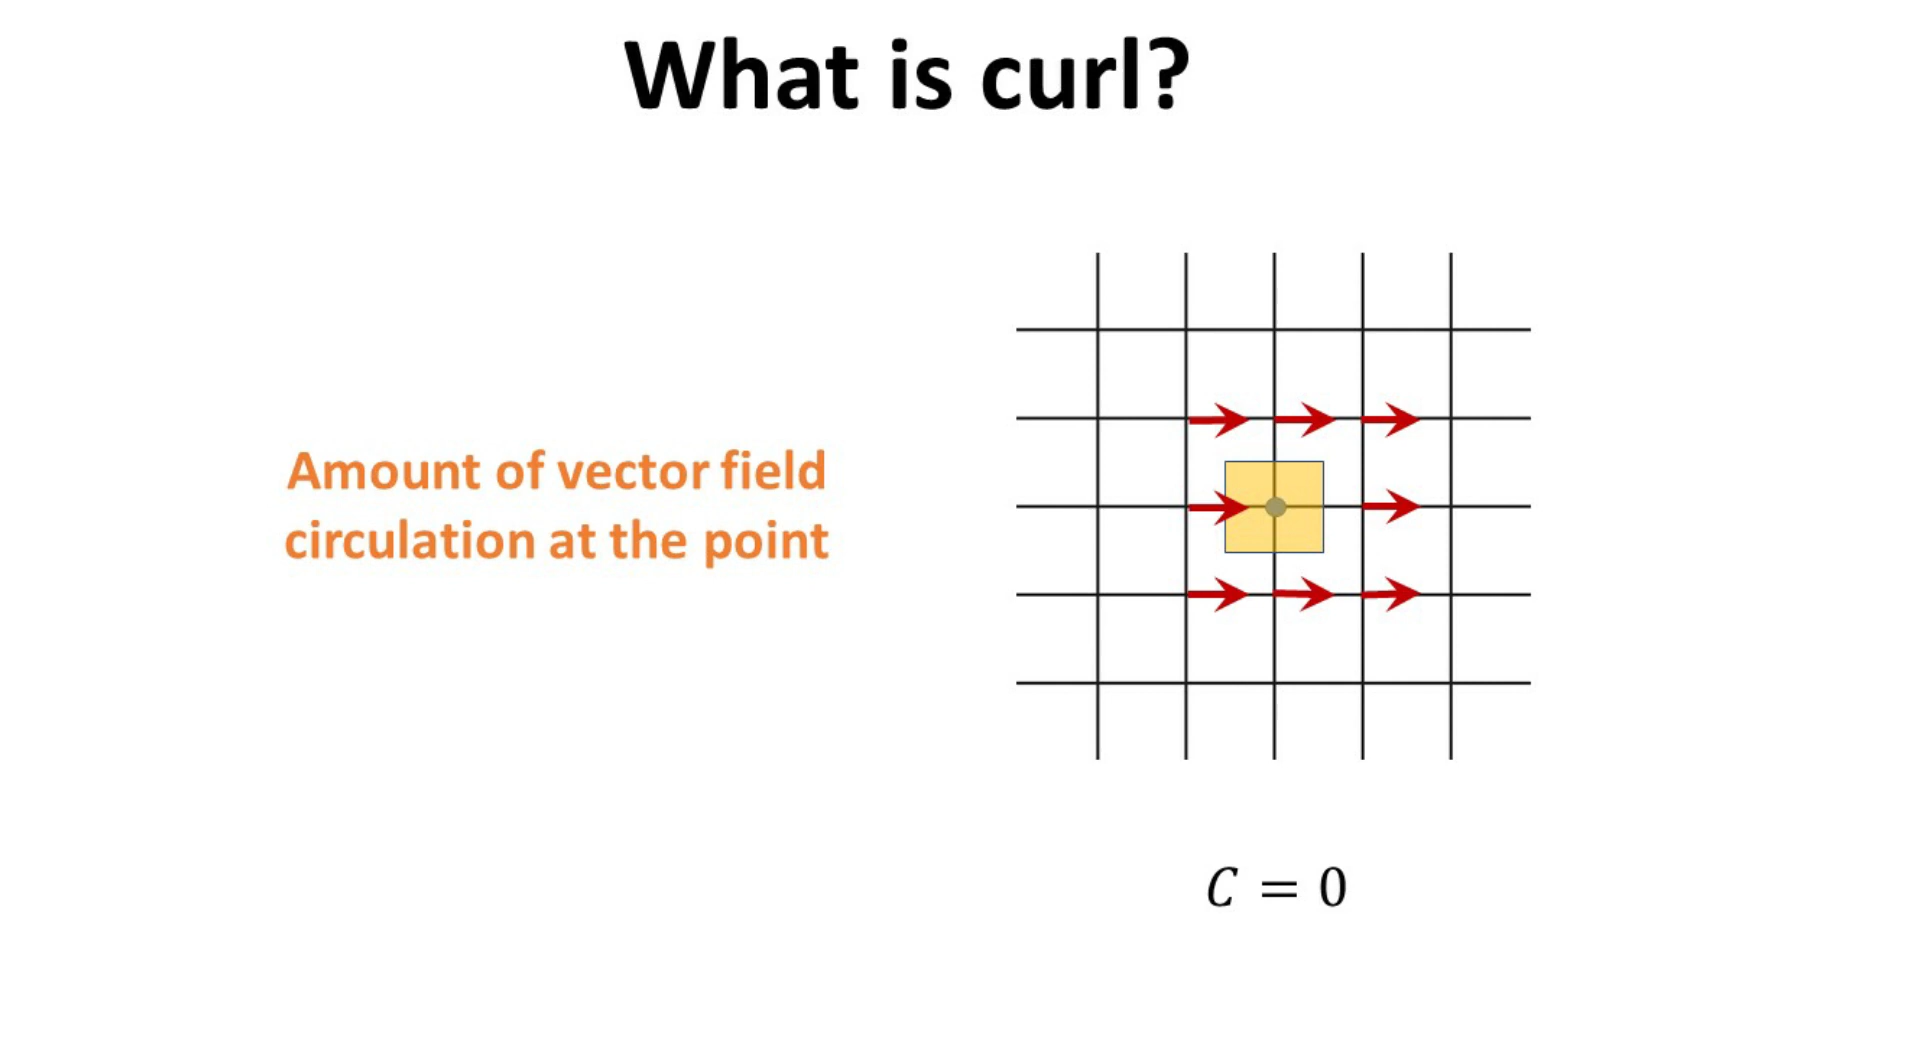 What is curl?
Amount of vector field
circulation at the point
C = 0